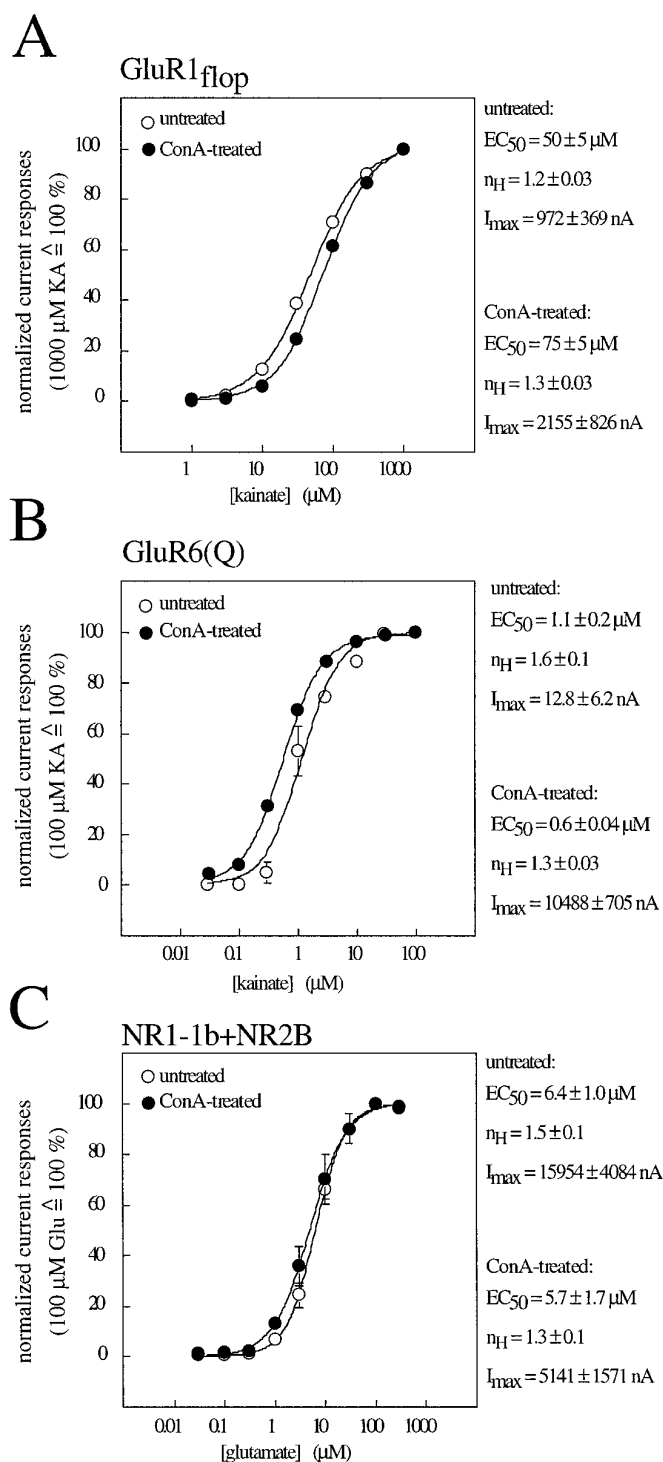 A
GluR1flop
untreated
ConA-treated
normalized current responses
(1000 μM KA ≙ 100 %)
100
80
60
40
20
0
1 10 100 1000
[kainate] (μM)
untreated:
EC50 = 50 ± 5 μM
nH = 1.2 ± 0.03
Imax = 972 ± 369 nA
ConA-treated:
EC50 = 75 ± 5 μM
nH = 1.3 ± 0.03
Imax = 2155 ± 826 nA
B
GluR6(Q)
untreated
ConA-treated
normalized current responses
(100 μM KA ≙ 100 %)
100
80
60
40
20
0
0.01 0.1 1 10 100
[kainate] (μM)
untreated:
EC50 = 1.1 ± 0.2 μM
nH = 1.6 ± 0.1
Imax = 12.8 ± 6.2 nA
ConA-treated:
EC50 = 0.6 ± 0.04 μM
nH = 1.3 ± 0.03
Imax = 10488 ± 705 nA
C
NR1-1b+NR2B
untreated
ConA-treated
normalized current responses
(100 μM Glu ≙ 100 %)
100
80
60
40
20
0
0.01 0.1 1 10 100 1000
[glutamate] (μM)
untreated:
EC50 = 6.4 ± 1.0 μM
nH = 1.5 ± 0.1
Imax = 15954 ± 4084 nA
ConA-treated:
EC50 = 5.7 ± 1.7 μM
nH = 1.3 ± 0.1
Imax = 5141 ± 1571 nA